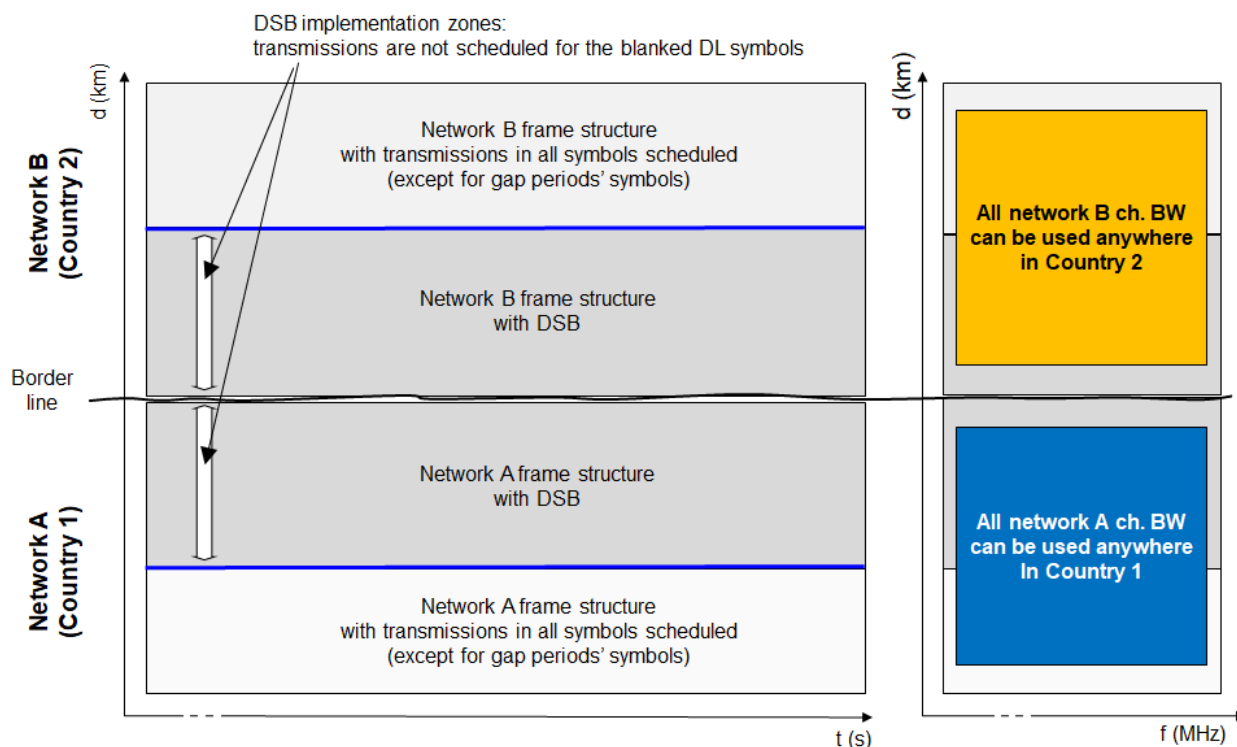 DSB implementation zones:
transmissions are not scheduled for the blanked DL symbols
d (km)
Network B
(Country 2)
Network B frame structure
with transmissions in all symbols scheduled
(except for gap periods' symbols)
Network B frame structure
with DSB
Border
line
Network A
(Country 1)
Network A frame structure
with DSB
Network A frame structure
with transmissions in all symbols scheduled
(except for gap periods' symbols)
t (s)
d (km)
All network B ch. BW
can be used anywhere
in Country 2
All network A ch. BW
can be used anywhere
In Country 1
f (MHz)